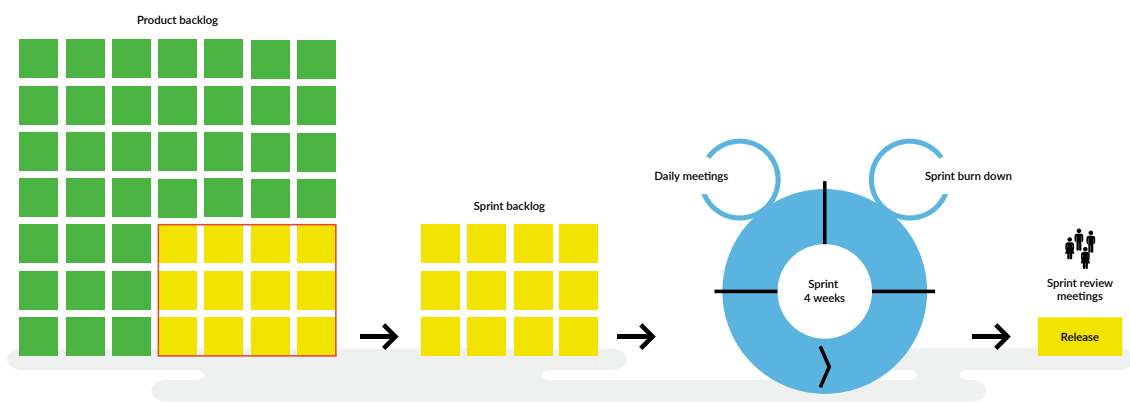 Product backlog
Sprint backlog
Daily meetings
Sprint burn down
Sprint
4 weeks
Sprint review
meetings
Release